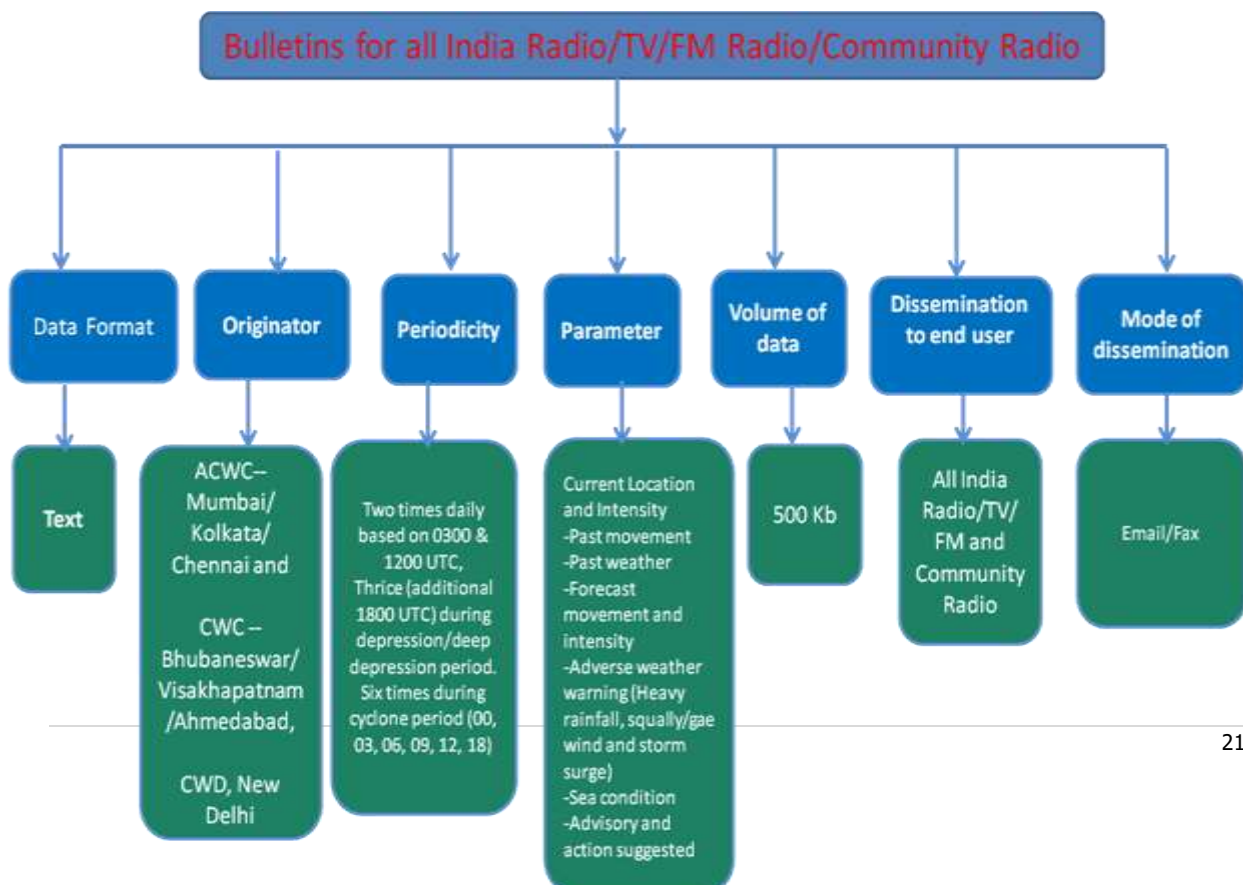 Bulletins for all India Radio/TV/FM Radio/Community Radio
Data Format
Originator
Periodicity
Parameter
Volume of
data
Dissemination
to end user
Mode of
dissemination
Text
ACWC--
Mumbai/
Kolkata/
Chennai and
CWC --
Bhubaneswar/
Visakhapatnam
/Ahmedabad,
CWD, New
Delhi
Two times daily
based on 0300 &
1200 UTC,
Thrice (additional
1800 UTC) during
depression/deep
depression period.
Six times during
cyclone period (00,
03, 06, 09, 12, 18)
Current Location
and Intensity
-Past movement
-Past weather
-Forecast
movement and
intensity
-Adverse weather
warning (Heavy
rainfall, squally/gae
wind and storm
surge)
-Sea condition
-Advisory and
action suggested
500 Kb
All India
Radio/TV/
FM and
Community
Radio
Email/Fax
21